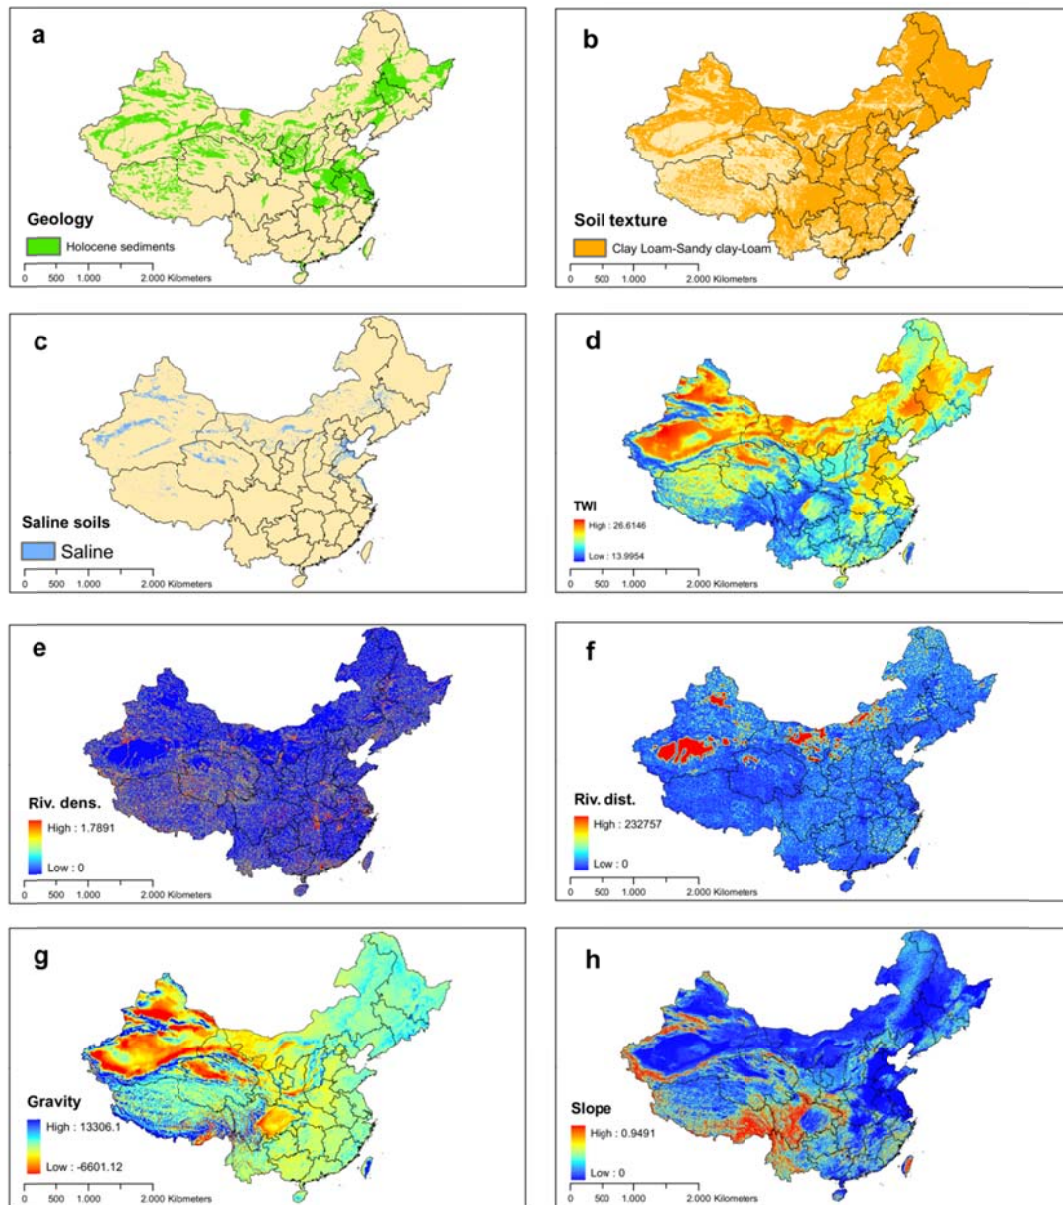 a
Geology
Holocene sediments
0 500 1.000 2.000 Kilometers
b
Soil texture
Clay Loam-Sandy clay-Loam
0 500 1.000 2.000 Kilometers
c
Saline soils
Saline
0 500 1.000 2.000 Kilometers
d
TWI
High : 26.6146
Low : 13.9954
0 500 1.000 2.000 Kilometers
e
Riv. dens.
High : 1.7891
Low : 0
0 500 1.000 2.000 Kilometers
f
Riv. dist.
High : 232757
Low : 0
0 500 1.000 2.000 Kilometers
g
Gravity
High : 13306.1
Low : -6601.12
0 500 1.000 2.000 Kilometers
h
Slope
High : 0.9491
Low : 0
0 500 1.000 2.000 Kilometers